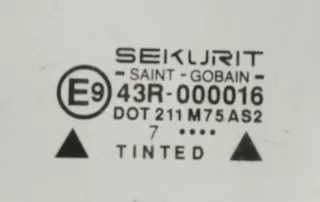 SEKURIT
- SAINT - GOBAIN -
E9 43R-000016
DOT 211 M75 AS2
7 ••••
TINTED